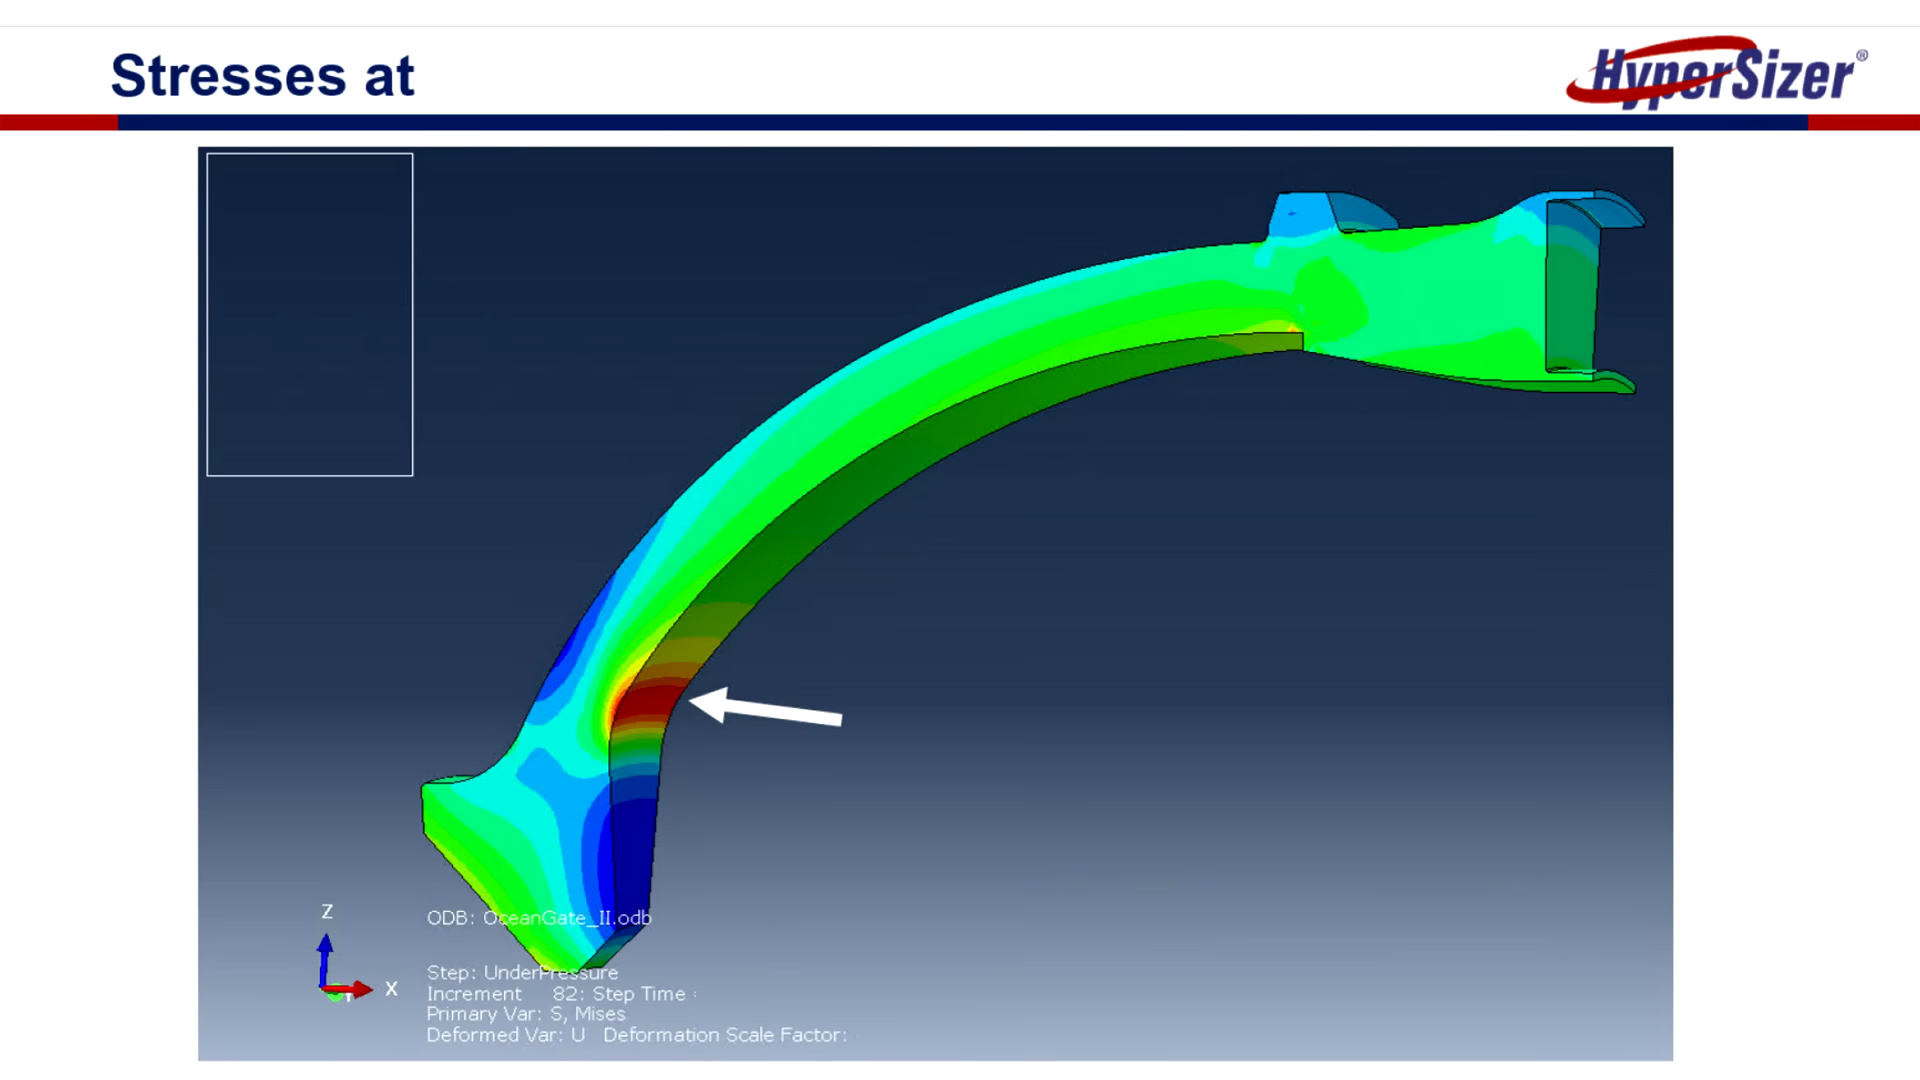 Stresses at
HyperSizer®
Z
X
Y
ODB: OceanGate_II.odb
Step: UnderPressure
Increment 82: Step Time :
Primary Var: S, Mises
Deformed Var: U Deformation Scale Factor: